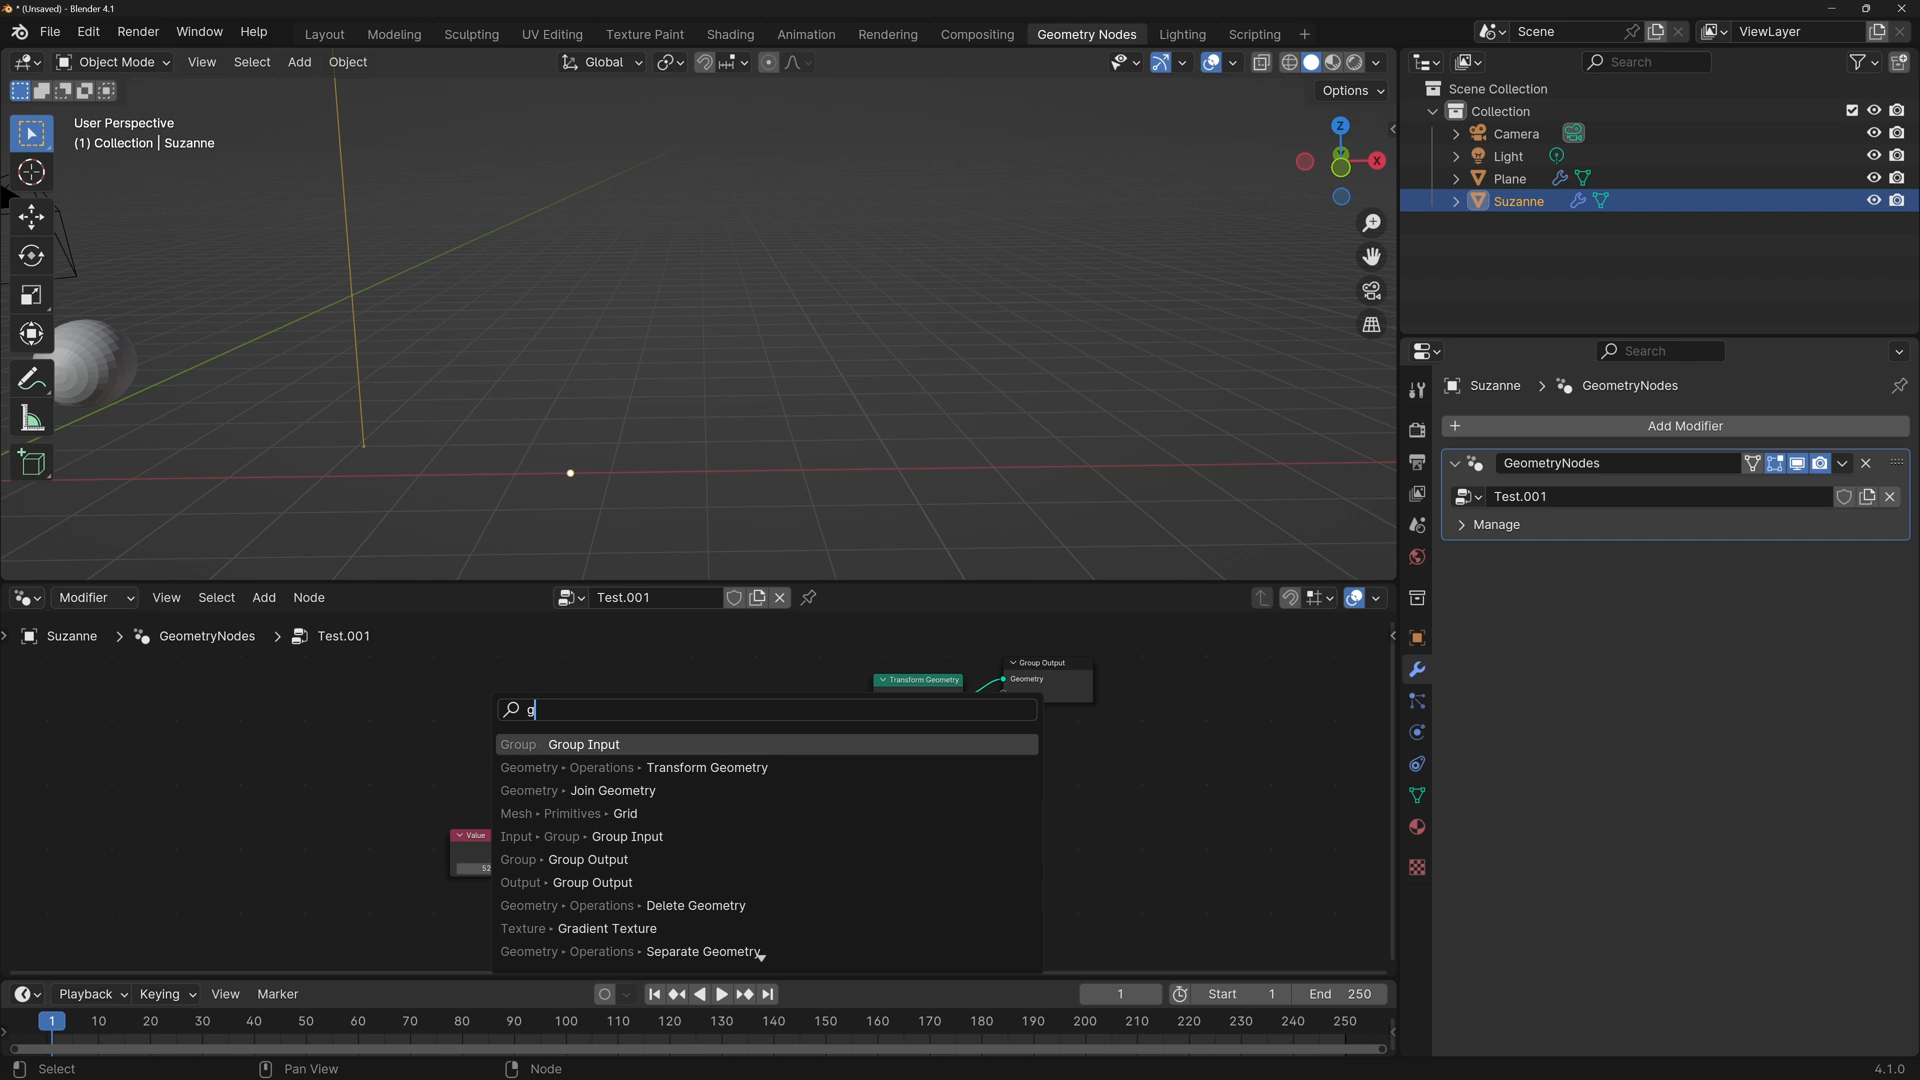 * (Unsaved) - Blender 4.1
File Edit Render Window Help Layout Modeling Sculpting UV Editing Texture Paint Shading Animation Rendering Compositing Geometry Nodes Lighting Scripting + Scene ViewLayer
Object Mode View Select Add Object Global Search
Options
User Perspective
(1) Collection | Suzanne
Z
Y
X
Scene Collection
Collection
Camera
Light
Plane
Suzanne
Search
Suzanne GeometryNodes
+ Add Modifier
GeometryNodes
Test.001
Manage
Modifier View Select Add Node Test.001
Suzanne > GeometryNodes > Test.001
Group Output
Geometry
Transform Geometry
g
Group Group Input
Geometry ▸ Operations ▸ Transform Geometry
Geometry ▸ Join Geometry
Mesh ▸ Primitives ▸ Grid
Input ▸ Group ▸ Group Input
Group ▸ Group Output
Output ▸ Group Output
Geometry ▸ Operations ▸ Delete Geometry
Texture ▸ Gradient Texture
Geometry ▸ Operations ▸ Separate Geometry
Value
52
Playback Keying View Marker 1 Start 1 End 250
1 10 20 30 40 50 60 70 80 90 100 110 120 130 140 150 160 170 180 190 200 210 220 230 240 250
Select Pan View Node 4.1.0